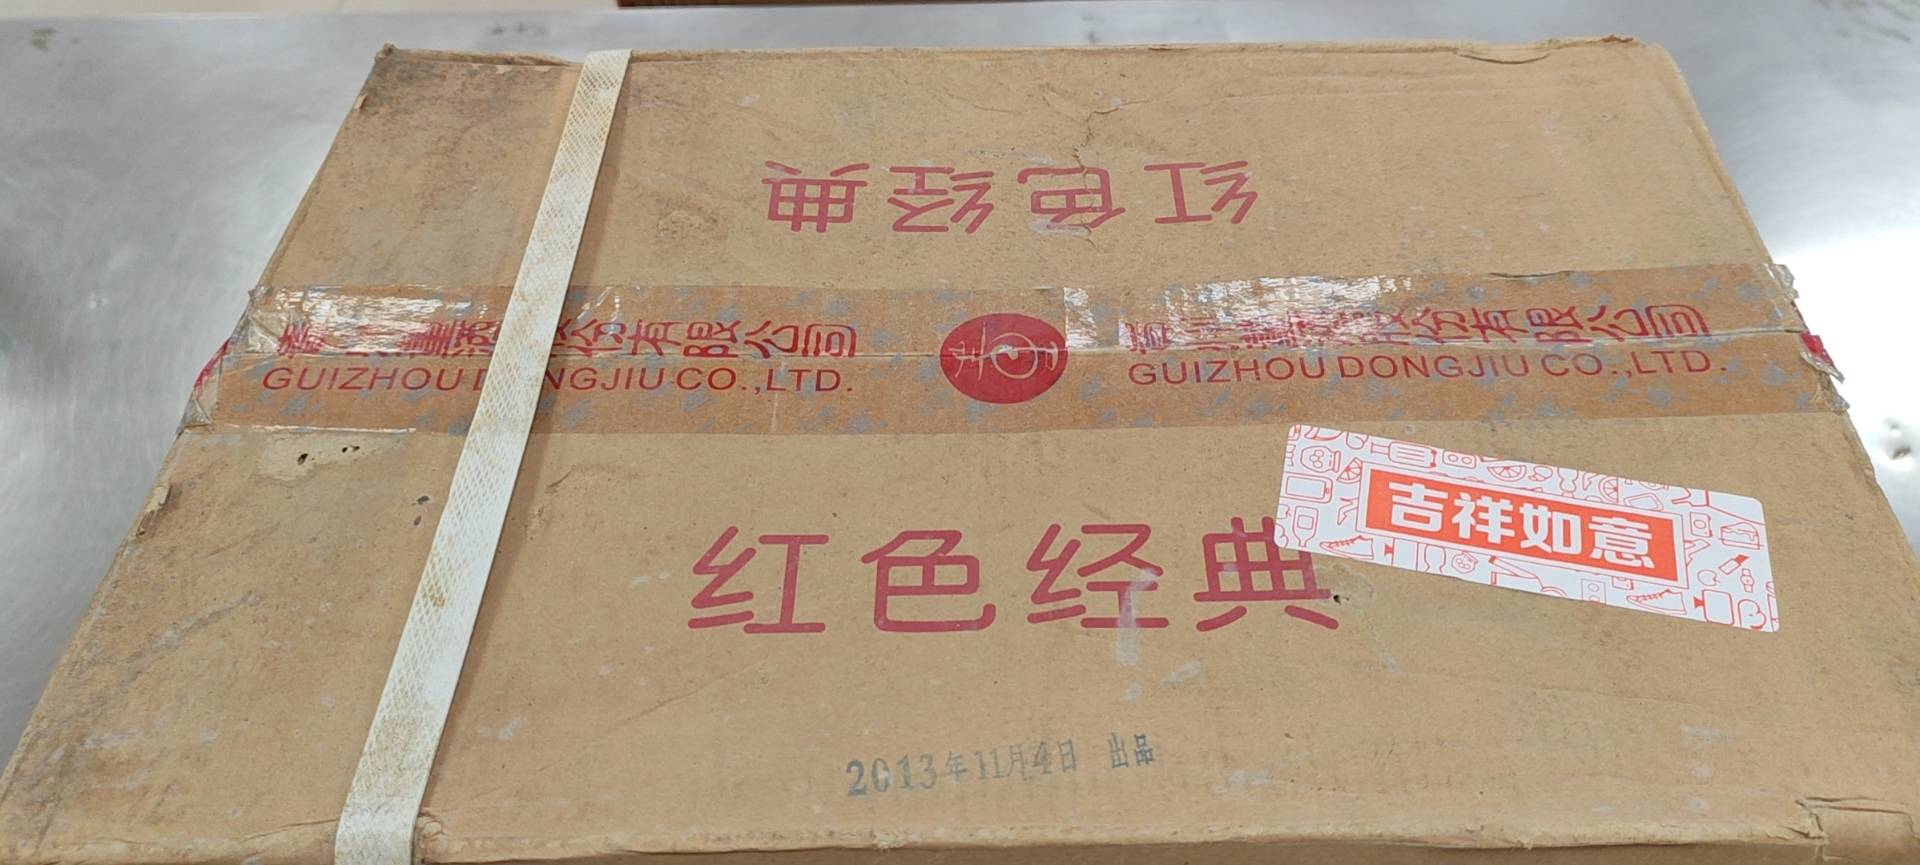 红色经典
贵州董酒股份有限公司 贵州董酒股份有限公司
GUIZHOU DONGJIU CO.,LTD. GUIZHOU DONGJIU CO.,LTD.
吉祥如意
红色经典
2013年11月4日 出品